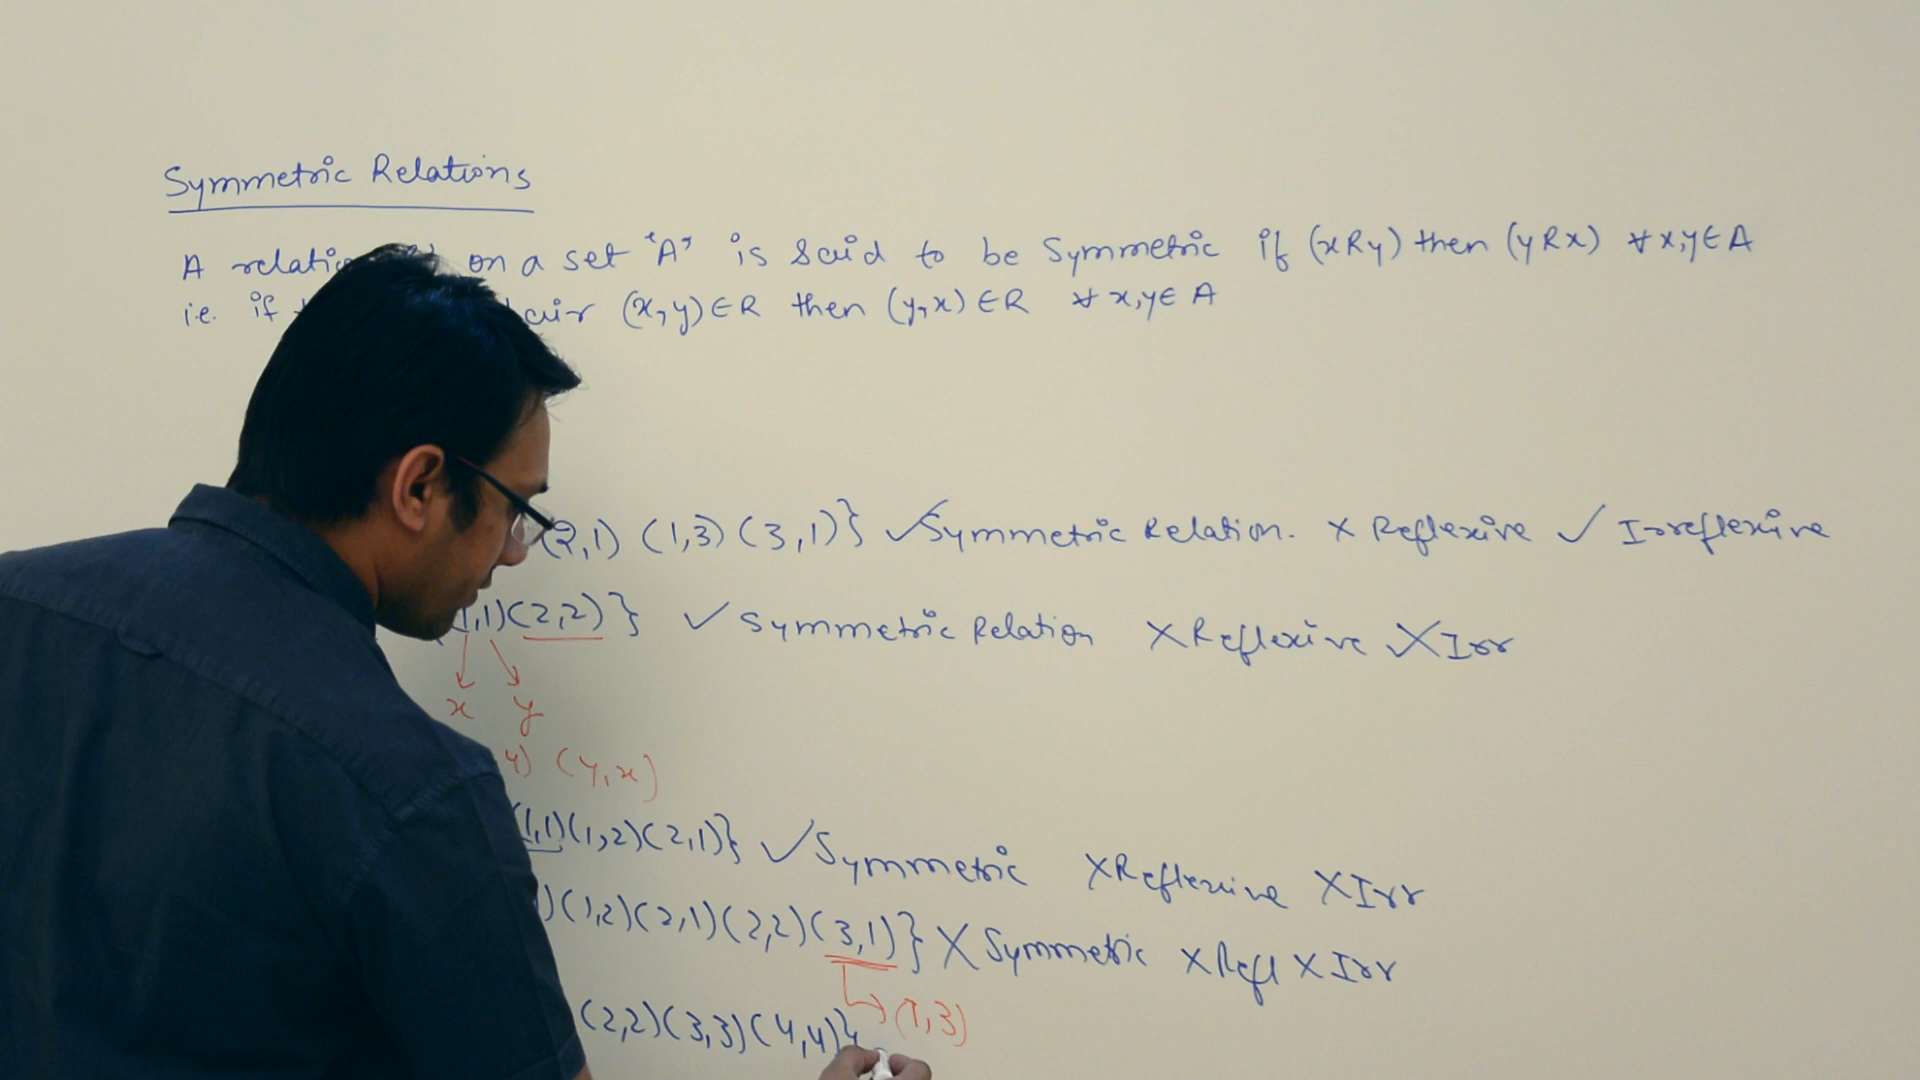 Symmetric Relations
A relation on a set 'A' is said to be Symmetric if (xRy) then (yRx) ∀ x,y ∈ A
i.e. if (x,y) ∈ R then (y,x) ∈ R ∀ x,y ∈ A
(2,1) (1,3) (3,1)} ✓ Symmetric Relation. X Reflexive ✓ Irreflexive
1,1) (2,2)} ✓ Symmetric Relation X Reflexive X Irr
x y
y) (y,x)
(1,1) (1,2) (2,1)} ✓ Symmetric X Reflexive X Irr
) (1,2) (2,1) (2,2) (3,1)} X Symmetric X Refl X Irr
(2,2) (3,3) (4,4)} (1,3)